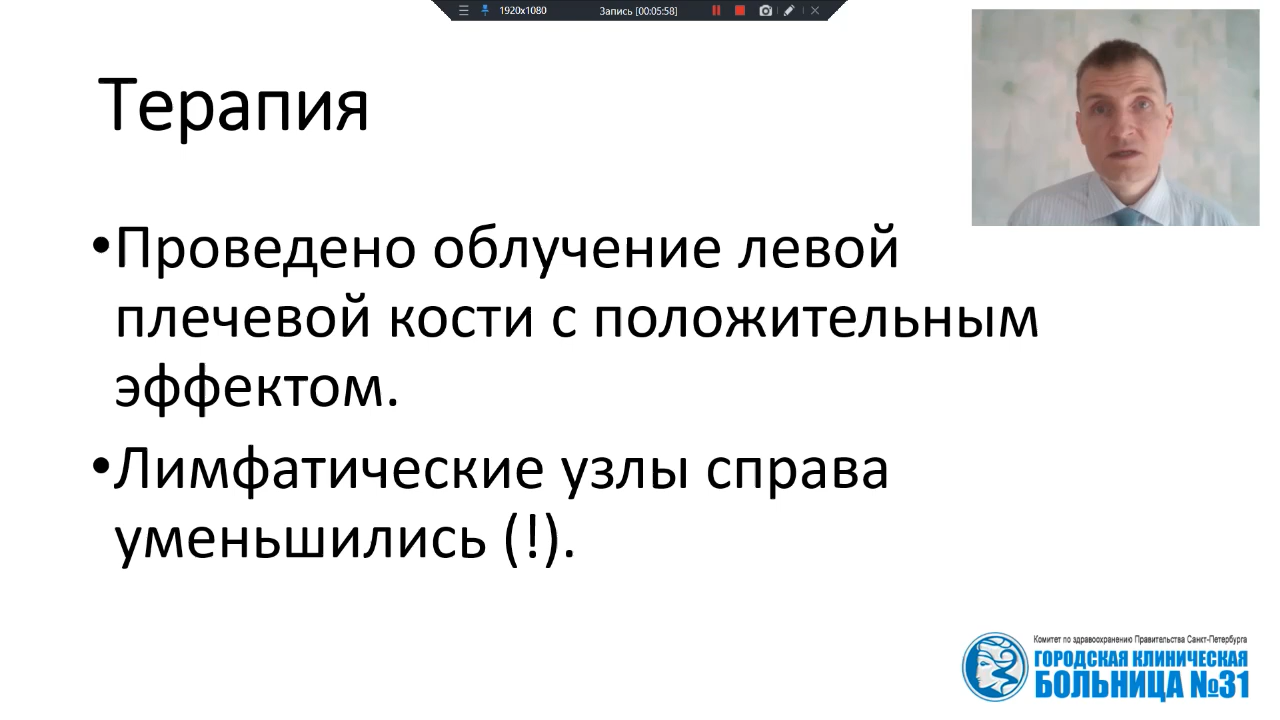 1920x1080 Запись [00:05:58]
Терапия
•Проведено облучение левой
плечевой кости с положительным
эффектом.
•Лимфатические узлы справа
уменьшились (!).
Комитет по здравоохранению Правительства Санкт-Петербурга
ГОРОДСКАЯ КЛИНИЧЕСКАЯ
БОЛЬНИЦА №31